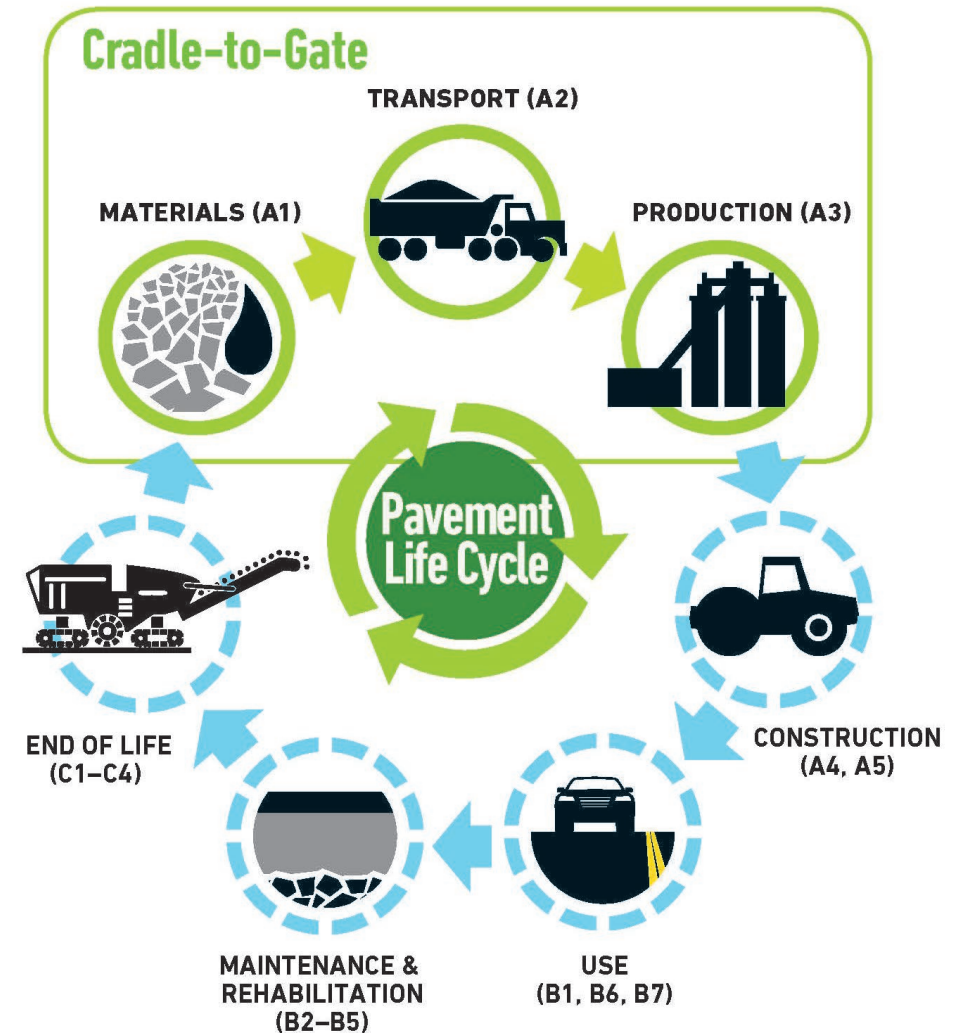 Cradle-to-Gate
TRANSPORT (A2)
MATERIALS (A1)
PRODUCTION (A3)
Pavement
Life Cycle
CONSTRUCTION
(A4, A5)
END OF LIFE
(C1–C4)
MAINTENANCE &
REHABILITATION
(B2–B5)
USE
(B1, B6, B7)